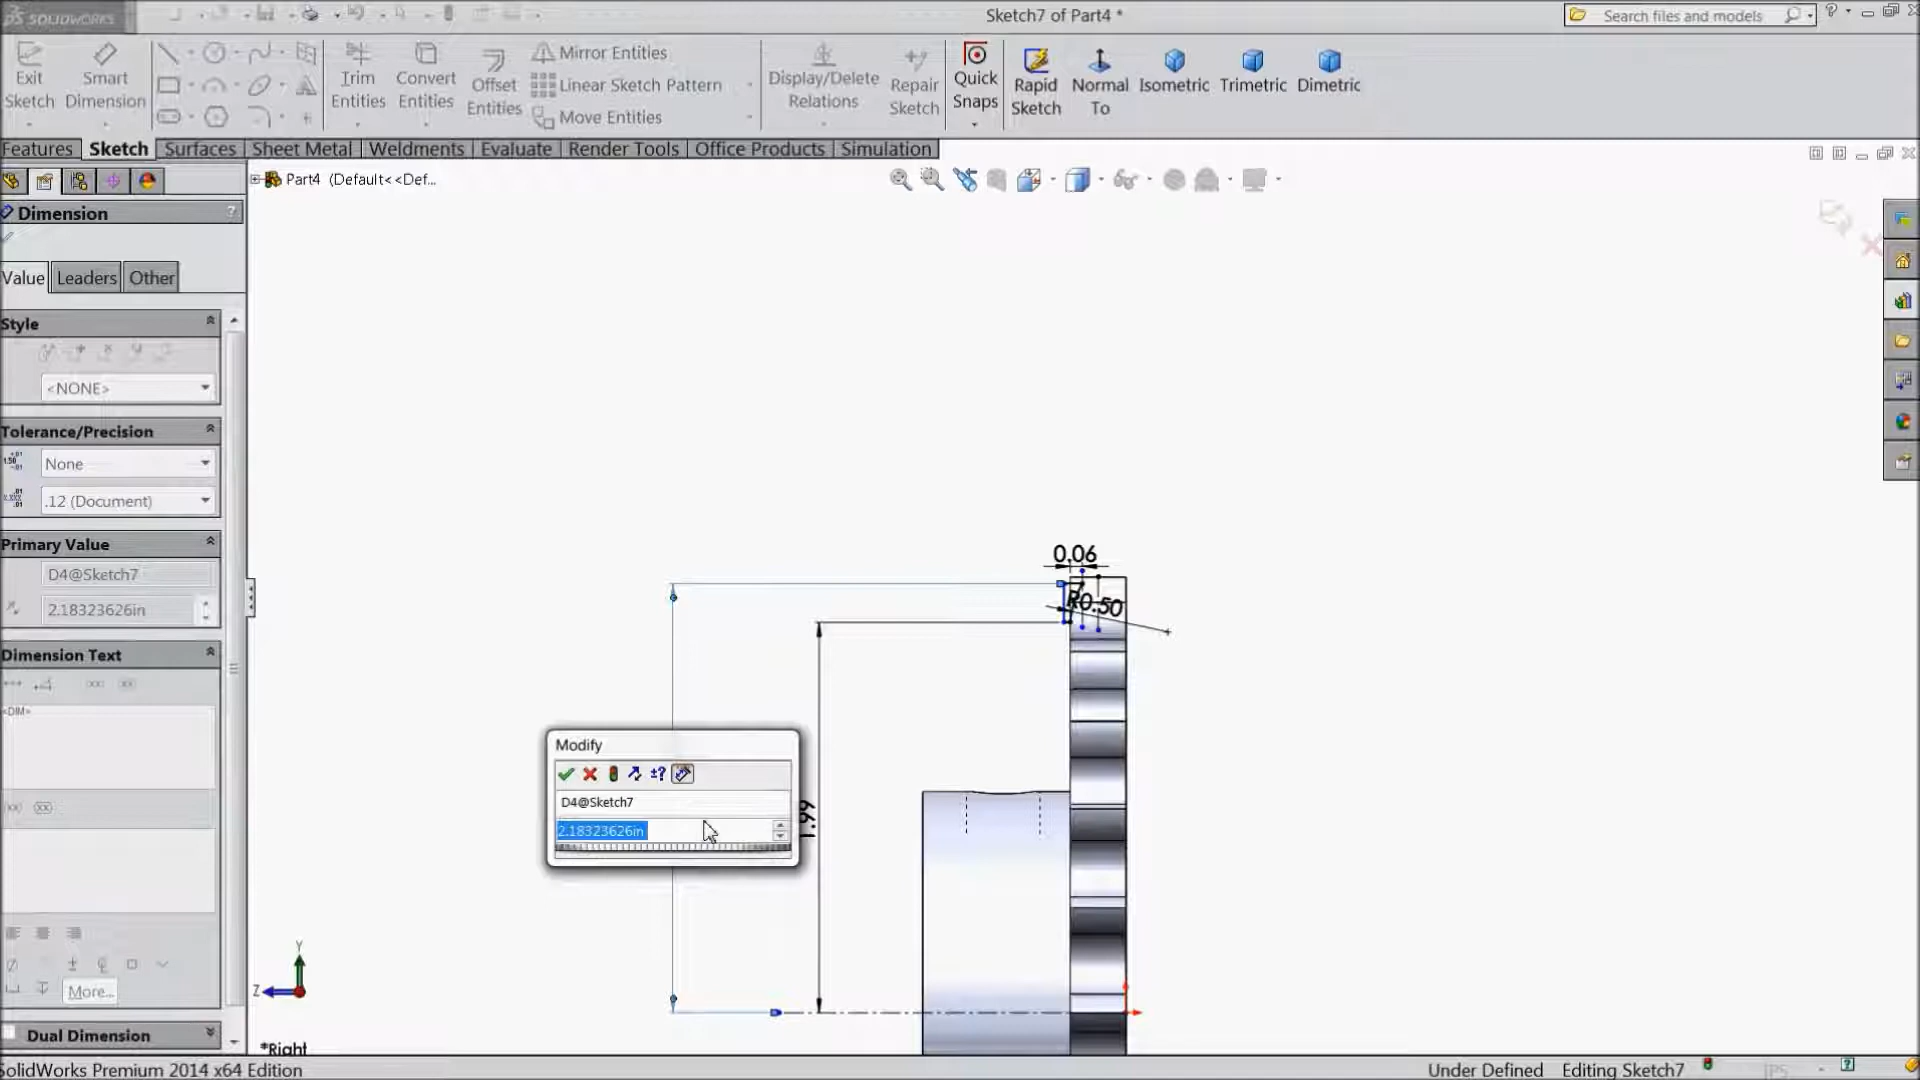 SOLIDWORKS
Sketch7 of Part4 *
Search files and models
Exit Sketch
Smart Dimension
Trim Entities
Convert Entities
Offset Entities
Mirror Entities
Linear Sketch Pattern
Move Entities
Display/Delete Relations
Repair Sketch
Quick Snaps
Rapid Sketch
Normal To
Isometric
Trimetric
Dimetric
Features
Sketch
Surfaces
Sheet Metal
Weldments
Evaluate
Render Tools
Office Products
Simulation
Part4 (Default<<Def...
Dimension
?
Value
Leaders
Other
Style
<NONE>
Tolerance/Precision
None
.12 (Document)
Primary Value
D4@Sketch7
2.18323626in
Dimension Text
<DIM>
More...
Dual Dimension
0.06
R0.50
1.99
Modify
±?
D4@Sketch7
2.18323626in
Y
Z
*Right
SolidWorks Premium 2014 x64 Edition
Under Defined
Editing Sketch7